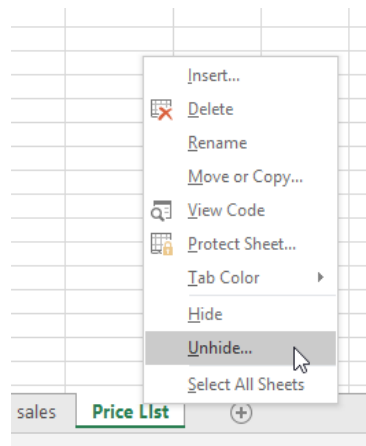 Insert...
Delete
Rename
Move or Copy...
View Code
Protect Sheet...
Tab Color
Hide
Unhide...
Select All Sheets
sales Price LIst